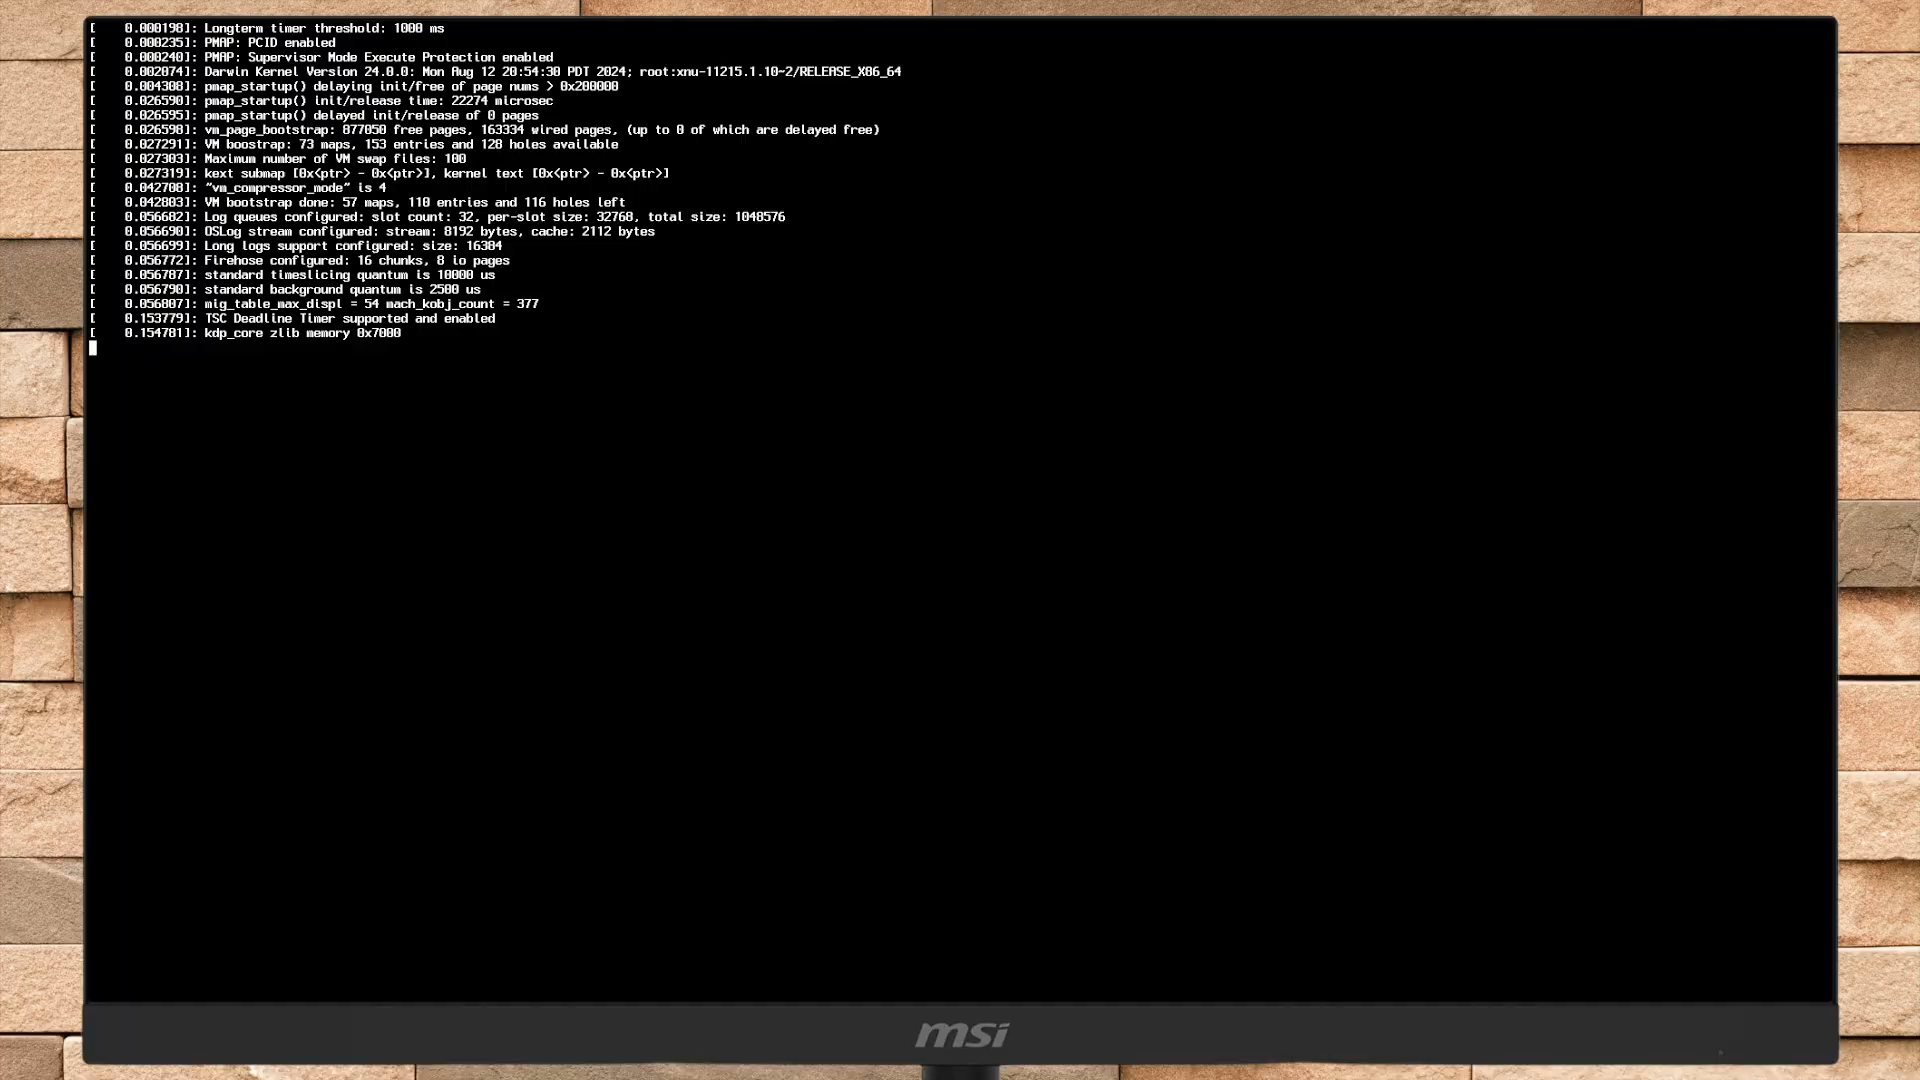 [    0.000198]: Longterm timer threshold: 1000 ms
[    0.000235]: PMAP: PCID enabled
[    0.000240]: PMAP: Supervisor Mode Execute Protection enabled
[    0.002074]: Darwin Kernel Version 24.0.0: Mon Aug 12 20:54:30 PDT 2024; root:xnu-11215.1.10~2/RELEASE_X86_64
[    0.004308]: pmap_startup() delaying init/free of page nums > 0x200000
[    0.026590]: pmap_startup() init/release time: 22274 microsec
[    0.026595]: pmap_startup() delayed init/release of 0 pages
[    0.026598]: vm_page_bootstrap: 877050 free pages, 163334 wired pages, (up to 0 of which are delayed free)
[    0.027291]: VM boostrap: 73 maps, 153 entries and 128 holes available
[    0.027303]: Maximum number of VM swap files: 100
[    0.027319]: kext submap [0x<ptr> - 0x<ptr>], kernel text [0x<ptr> - 0x<ptr>]
[    0.042708]: "vm_compressor_mode" is 4
[    0.042803]: VM bootstrap done: 57 maps, 110 entries and 116 holes left
[    0.056682]: Log queues configured: slot count: 32, per-slot size: 32768, total size: 1048576
[    0.056690]: OSLog stream configured: stream: 8192 bytes, cache: 2112 bytes
[    0.056699]: Long logs support configured: size: 16384
[    0.056772]: Firehose configured: 16 chunks, 8 io pages
[    0.056787]: standard timeslicing quantum is 10000 us
[    0.056790]: standard background quantum is 2500 us
[    0.056807]: mig_table_max_displ = 54 mach_kobj_count = 377
[    0.153779]: TSC Deadline Timer supported and enabled
[    0.154781]: kdp_core zlib memory 0x7000
msi